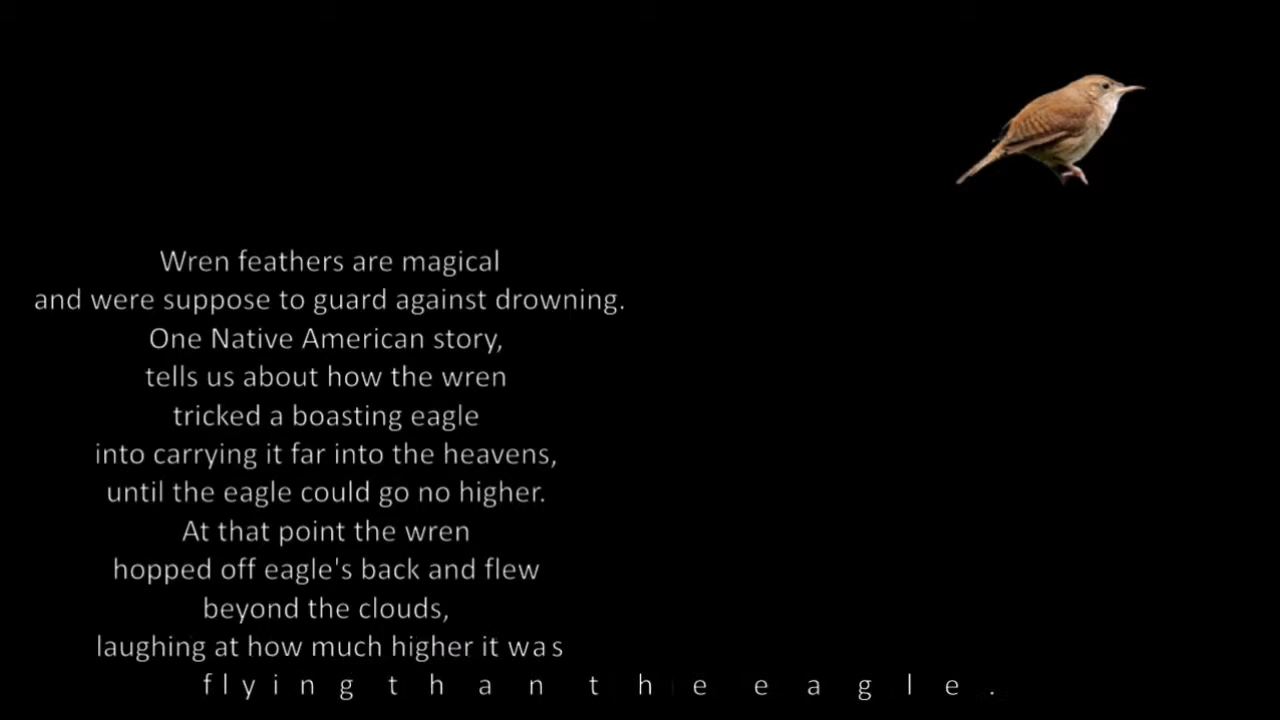 Wren feathers are magical
and were suppose to guard against drowning.
One Native American story,
tells us about how the wren
tricked a boasting eagle
into carrying it far into the heavens,
until the eagle could go no higher.
At that point the wren
hopped off eagle's back and flew
beyond the clouds,
laughing at how much higher it was
flying than the eagle.